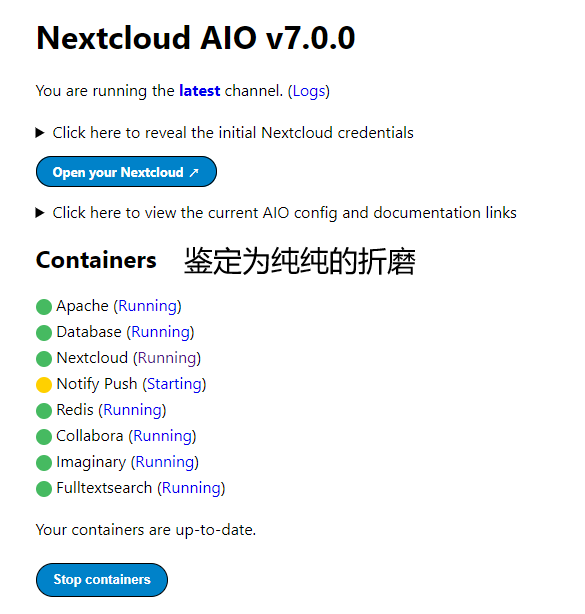 Nextcloud AIO v7.0.0
You are running the latest channel. (Logs)
Click here to reveal the initial Nextcloud credentials
Open your Nextcloud ↗
Click here to view the current AIO config and documentation links
Containers 鉴定为纯纯的折磨
Apache (Running)
Database (Running)
Nextcloud (Running)
Notify Push (Starting)
Redis (Running)
Collabora (Running)
Imaginary (Running)
Fulltextsearch (Running)
Your containers are up-to-date.
Stop containers